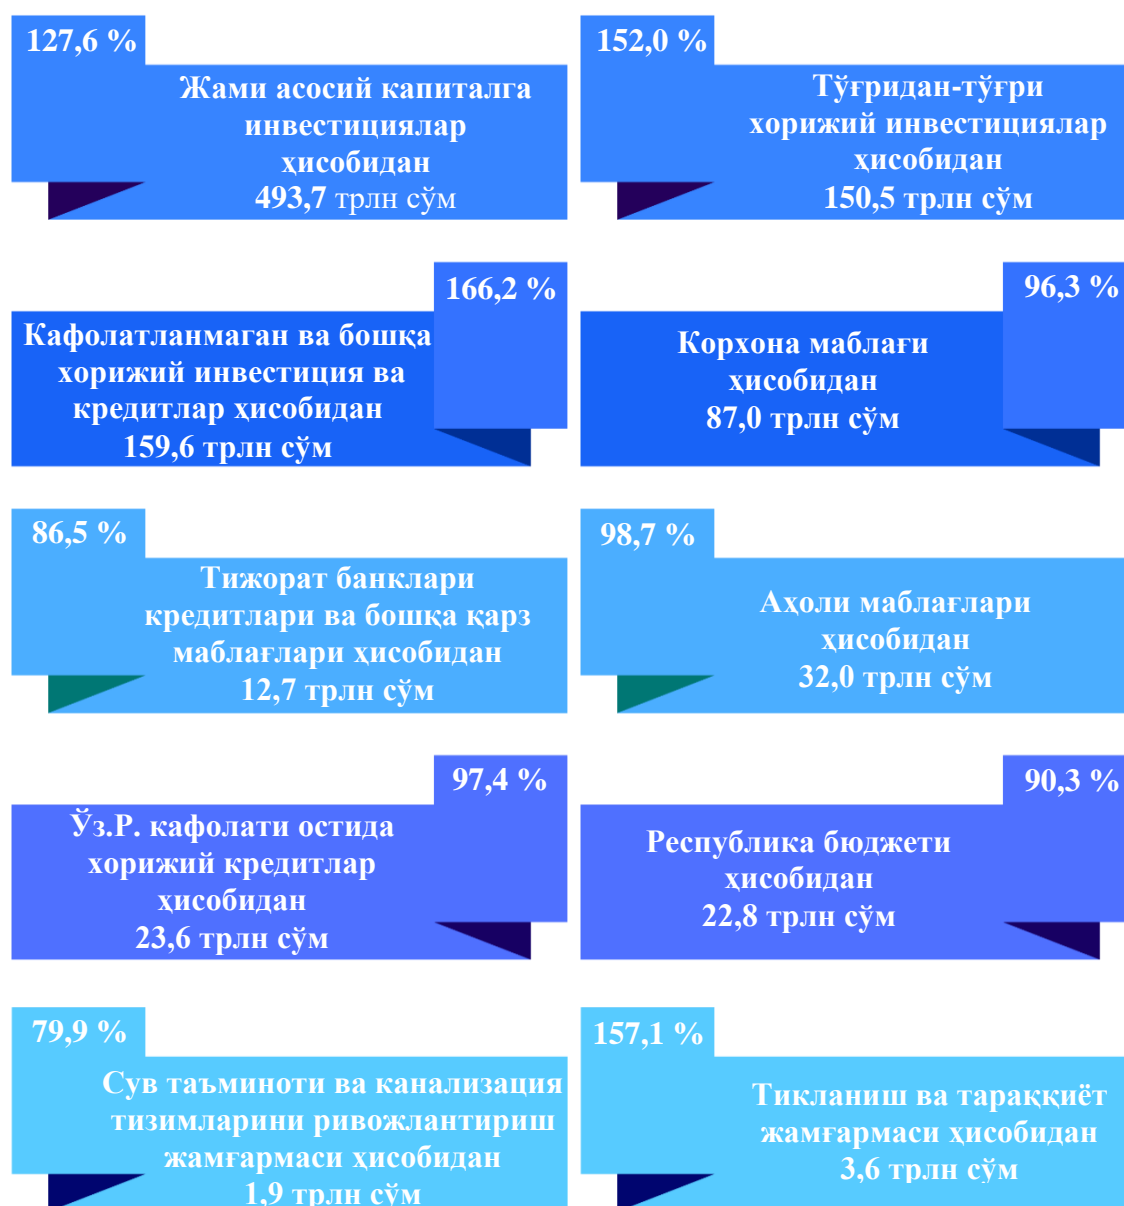 127,6 %
Жами асосий капиталга
инвестициялар
ҳисобидан
493,7 трлн сўм
152,0 %
Тўғридан-тўғри
хорижий инвестициялар
ҳисобидан
150,5 трлн сўм
166,2 %
Кафолатланмаган ва бошқа
хорижий инвестиция ва
кредитлар ҳисобидан
159,6 трлн сўм
96,3 %
Корхона маблағи
ҳисобидан
87,0 трлн сўм
86,5 %
Тижорат банклари
кредитлари ва бошқа қарз
маблағлари ҳисобидан
12,7 трлн сўм
98,7 %
Аҳоли маблағлари
ҳисобидан
32,0 трлн сўм
97,4 %
Ўз.Р. кафолати остида
хорижий кредитлар
ҳисобидан
23,6 трлн сўм
90,3 %
Республика бюджети
ҳисобидан
22,8 трлн сўм
79,9 %
Сув таъминоти ва канализация
тизимларини ривожлантириш
жамғармаси ҳисобидан
1,9 трлн сўм
157,1 %
Тикланиш ва тараққиёт
жамғармаси ҳисобидан
3,6 трлн сўм